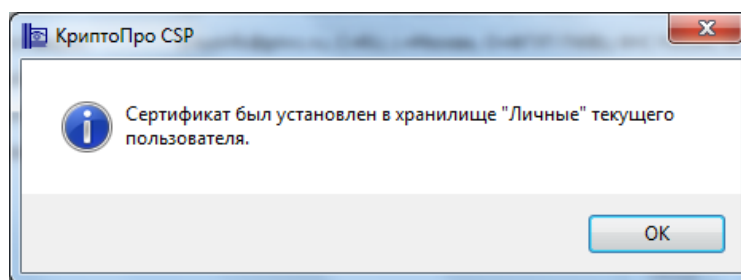 КриптоПро CSP
Сертификат был установлен в хранилище "Личные" текущего
пользователя.
OK